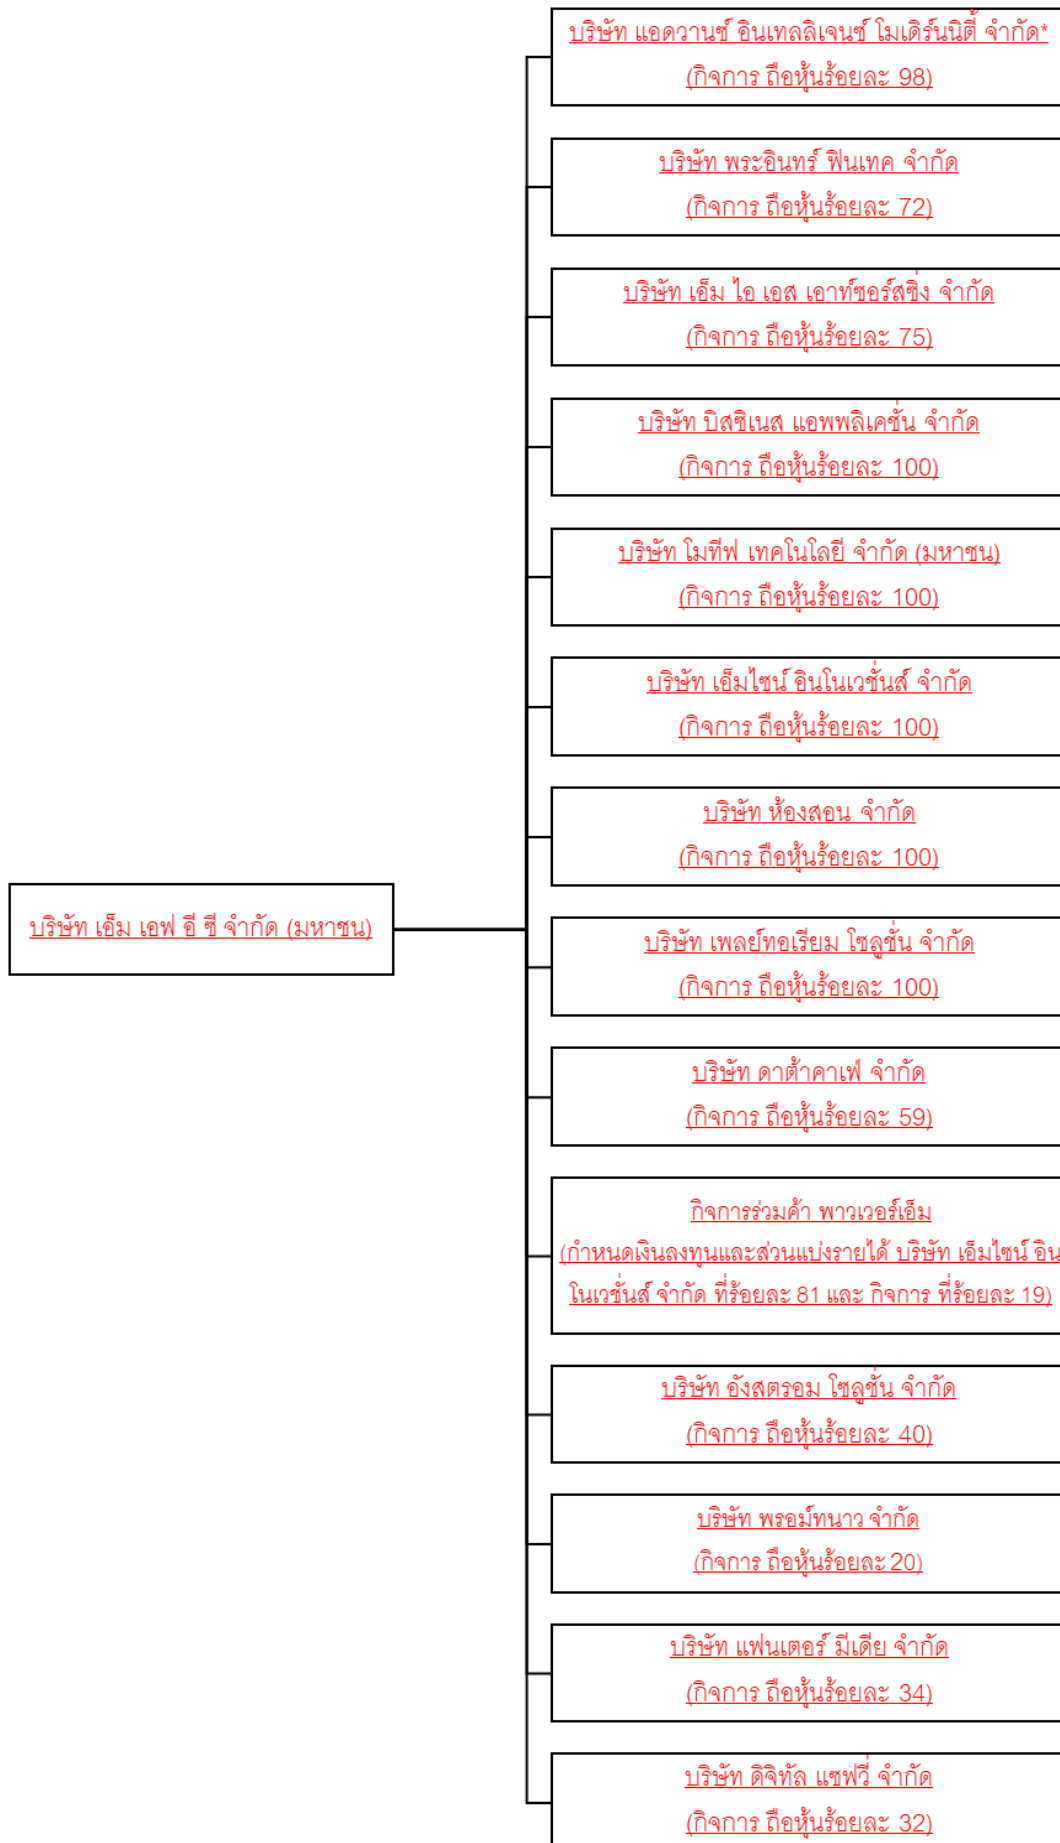 บริษัท แอดวานซ์ อินเทลลิเจนซ์ โมเดิร์นนิตี้ จำกัด*
(กิจการ ถือหุ้นร้อยละ 98)
บริษัท พระอินทร์ ฟินเทค จำกัด
(กิจการ ถือหุ้นร้อยละ 72)
บริษัท เอ็ม ไอ เอส เอาท์ซอร์สซิ่ง จำกัด
(กิจการ ถือหุ้นร้อยละ 75)
บริษัท บิสซิเนส แอพพลิเคชั่น จำกัด
(กิจการ ถือหุ้นร้อยละ 100)
บริษัท โมทีฟ เทคโนโลยี จำกัด (มหาชน)
(กิจการ ถือหุ้นร้อยละ 100)
บริษัท เอ็มไซน์ อินโนเวชั่นส์ จำกัด
(กิจการ ถือหุ้นร้อยละ 100)
บริษัท ห้องสอน จำกัด
(กิจการ ถือหุ้นร้อยละ 100)
บริษัท เอ็ม เอฟ อี ซี จำกัด (มหาชน)
บริษัท เพลย์ทอเรียม โซลูชั่น จำกัด
(กิจการ ถือหุ้นร้อยละ 100)
บริษัท ดาต้าคาเฟ่ จำกัด
(กิจการ ถือหุ้นร้อยละ 59)
กิจการร่วมค้า พาวเวอร์เอ็ม
(กำหนดเงินลงทุนและส่วนแบ่งรายได้ บริษัท เอ็มไซน์ อิน
โนเวชั่นส์ จำกัด ที่ร้อยละ 81 และ กิจการ ที่ร้อยละ 19)
บริษัท อังสตรอม โซลูชั่น จำกัด
(กิจการ ถือหุ้นร้อยละ 40)
บริษัท พรอม์ทนาว จำกัด
(กิจการ ถือหุ้นร้อยละ 20)
บริษัท แฟนเตอร์ มีเดีย จำกัด
(กิจการ ถือหุ้นร้อยละ 34)
บริษัท ดิจิทัล แซฟวี่ จำกัด
(กิจการ ถือหุ้นร้อยละ 32)